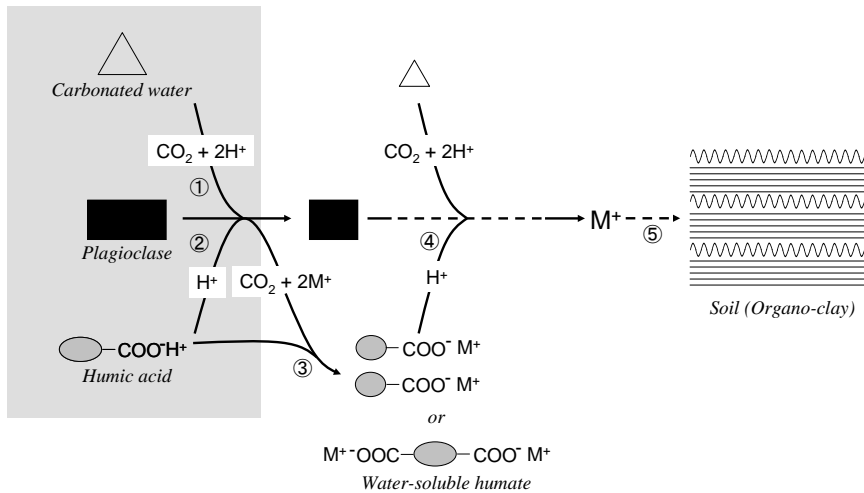 Carbonated water
CO₂ + 2H⁺
CO₂ + 2H⁺
①
Plagioclase
②
④
M⁺
⑤
H⁺
CO₂ + 2M⁺
H⁺
Soil (Organo-clay)
COO⁻H⁺
Humic acid
③
COO⁻ M⁺
COO⁻ M⁺
or
M⁺⁻OOC
COO⁻ M⁺
Water-soluble humate